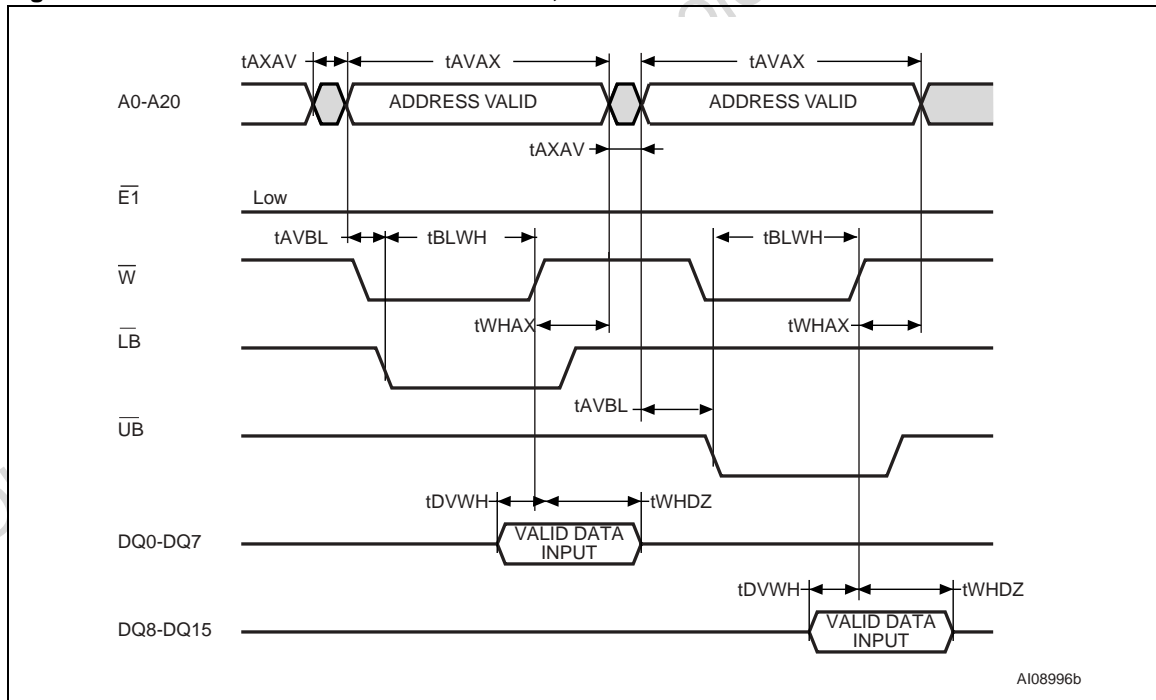 tAXAV tAVAX tAVAX
A0-A20 ADDRESS VALID ADDRESS VALID
tAXAV
E1 Low
tAVBL tBLWH tBLWH
W
tWHAX tWHAX
LB
tAVBL
UB
tDVWH tWHDZ
DQ0-DQ7 VALID DATA
INPUT
tDVWH tWHDZ
DQ8-DQ15 VALID DATA
INPUT
AI08996b